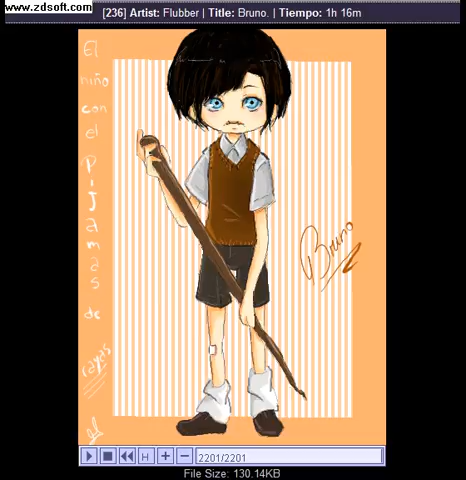 www.zdsoft.com
[236] Artist: Flubber | Title: Bruno. | Tiempo: 1h 16m
El
niño
con
el
Pijamas
de
rayas
Bruno
H
2201/2201
File Size: 130.14KB